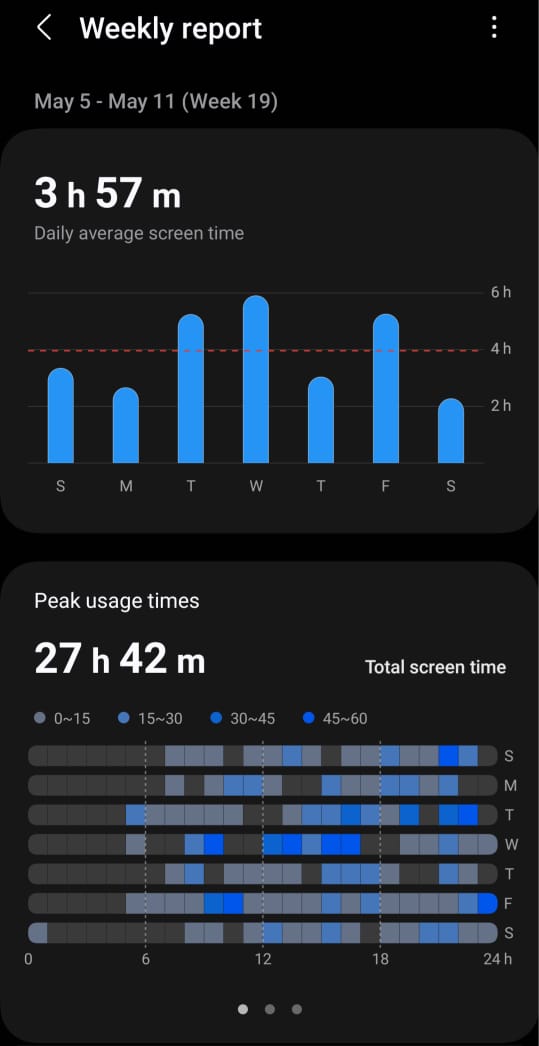 Weekly report
May 5 - May 11 (Week 19)
3 h 57 m
Daily average screen time
6 h
4 h
2 h
S M T W T F S
Peak usage times
27 h 42 m
Total screen time
0~15 15~30 30~45 45~60
S
M
T
W
T
F
S
0 6 12 18 24 h